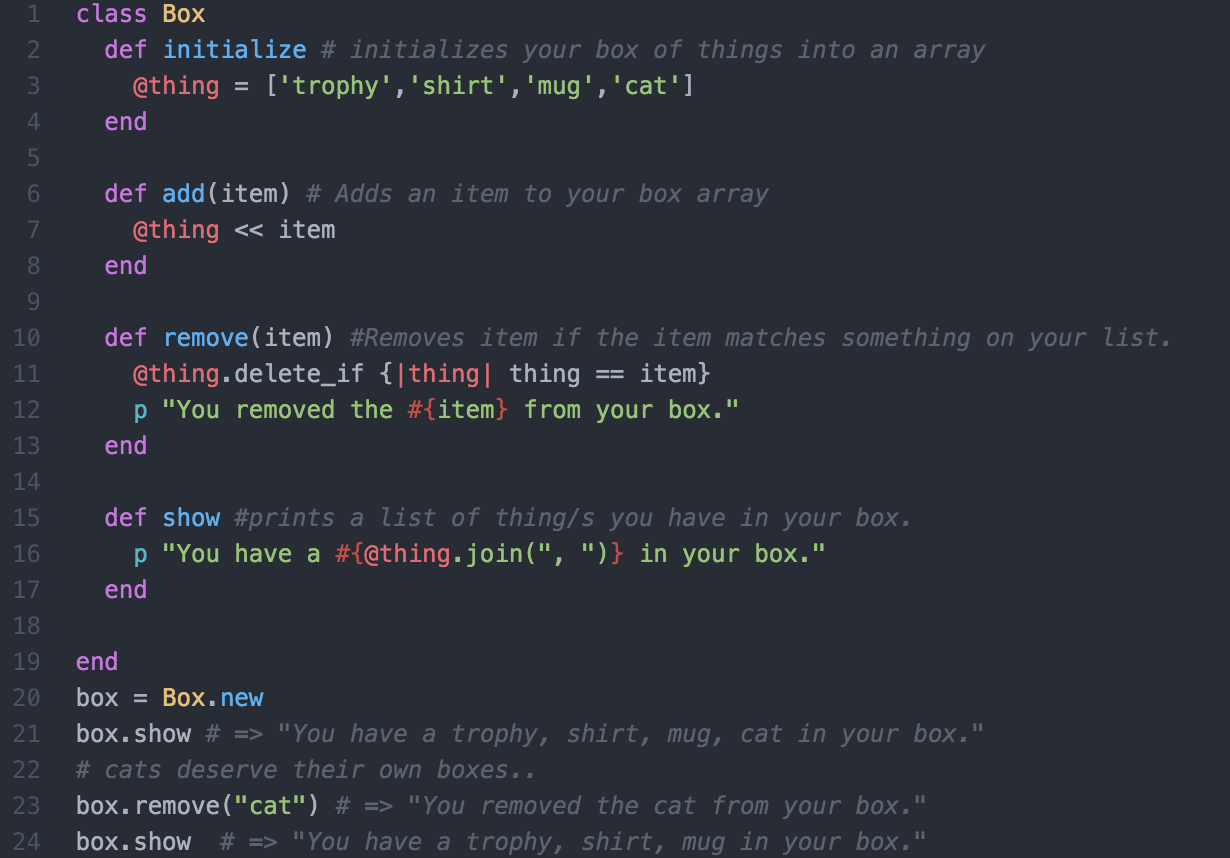 1 class Box
2 def initialize # initializes your box of things into an array
3 @thing = ['trophy','shirt','mug','cat']
4 end
5
6 def add(item) # Adds an item to your box array
7 @thing << item
8 end
9
10 def remove(item) #Removes item if the item matches something on your list.
11 @thing.delete_if {|thing| thing == item}
12 p "You removed the #{item} from your box."
13 end
14
15 def show #prints a list of thing/s you have in your box.
16 p "You have a #{@thing.join(", ")} in your box."
17 end
18
19 end
20 box = Box.new
21 box.show # => "You have a trophy, shirt, mug, cat in your box."
22 # cats deserve their own boxes..
23 box.remove("cat") # => "You removed the cat from your box."
24 box.show # => "You have a trophy, shirt, mug in your box."